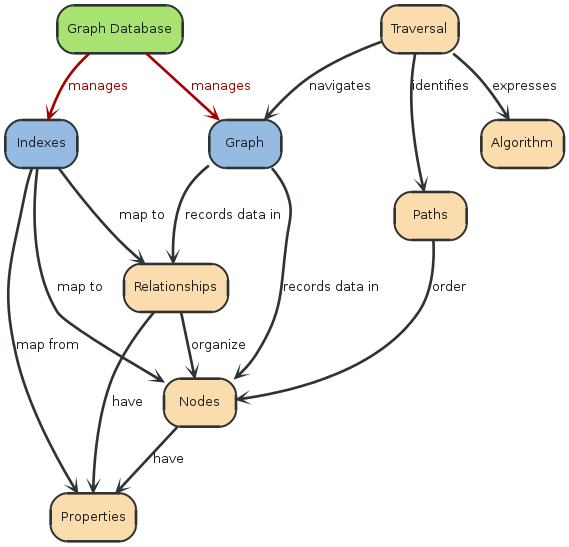 Graph Database
Traversal
manages
manages
navigates
identifies
expresses
Indexes
Graph
Algorithm
map to
records data in
Paths
map to
Relationships
records data in
order
map from
organize
have
Nodes
have
Properties